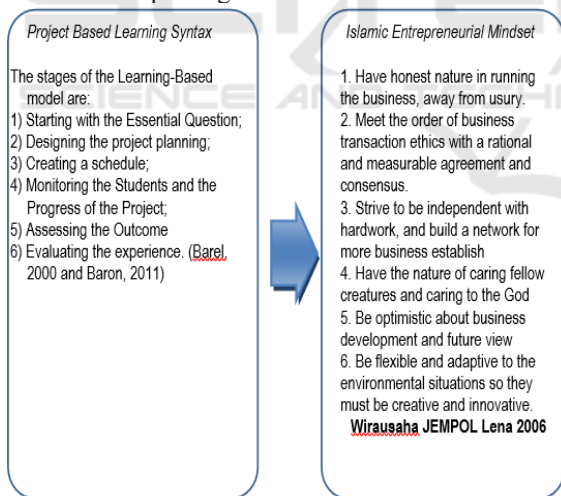 Project Based Learning Syntax
The stages of the Learning-Based
model are:
1) Starting with the Essential Question;
2) Designing the project planning;
3) Creating a schedule;
4) Monitoring the Students and the
Progress of the Project;
5) Assessing the Outcome
6) Evaluating the experience. (Barel,
2000 and Baron, 2011)
Islamic Entrepreneurial Mindset
1. Have honest nature in running
the business, away from usury.
2. Meet the order of business
transaction ethics with a rational
and measurable agreement and
consensus.
3. Strive to be independent with
hardwork, and build a network for
more business establish
4. Have the nature of caring fellow
creatures and caring to the God
5. Be optimistic about business
development and future view
6. Be flexible and adaptive to the
environmental situations so they
must be creative and innovative.
Wirausaha JEMPOL Lena 2006